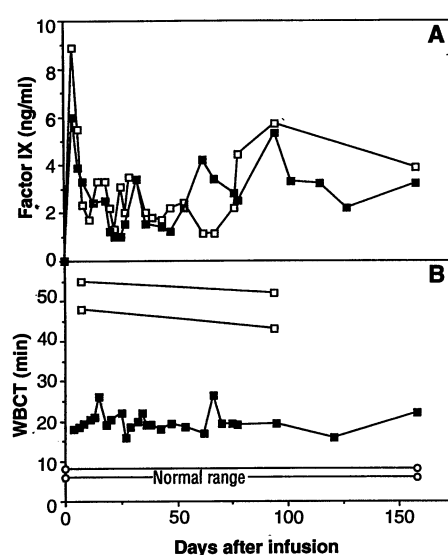 A
10
8
6
4
2
0
Factor IX (ng/ml)
B
50
40
30
20
10
0
WBCT (min)
Normal range
0 50 100 150
Days after infusion